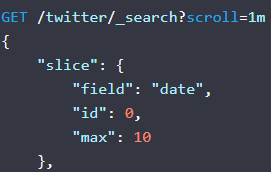 GET /twitter/_search?scroll=1m
{
    "slice": {
        "field": "date",
        "id": 0,
        "max": 10
    },